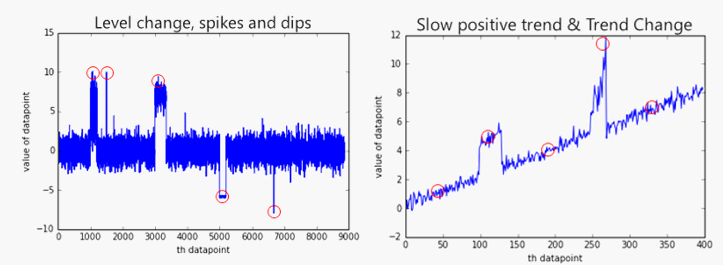 Level change, spikes and dips
15
10
5
0
−5
−10
0 1000 2000 3000 4000 5000 6000 7000 8000 9000
value of datapoint
th datapoint
Slow positive trend & Trend Change
12
10
8
6
4
2
0
−2
0 50 100 150 200 250 300 350 400
value of datapoint
th datapoint